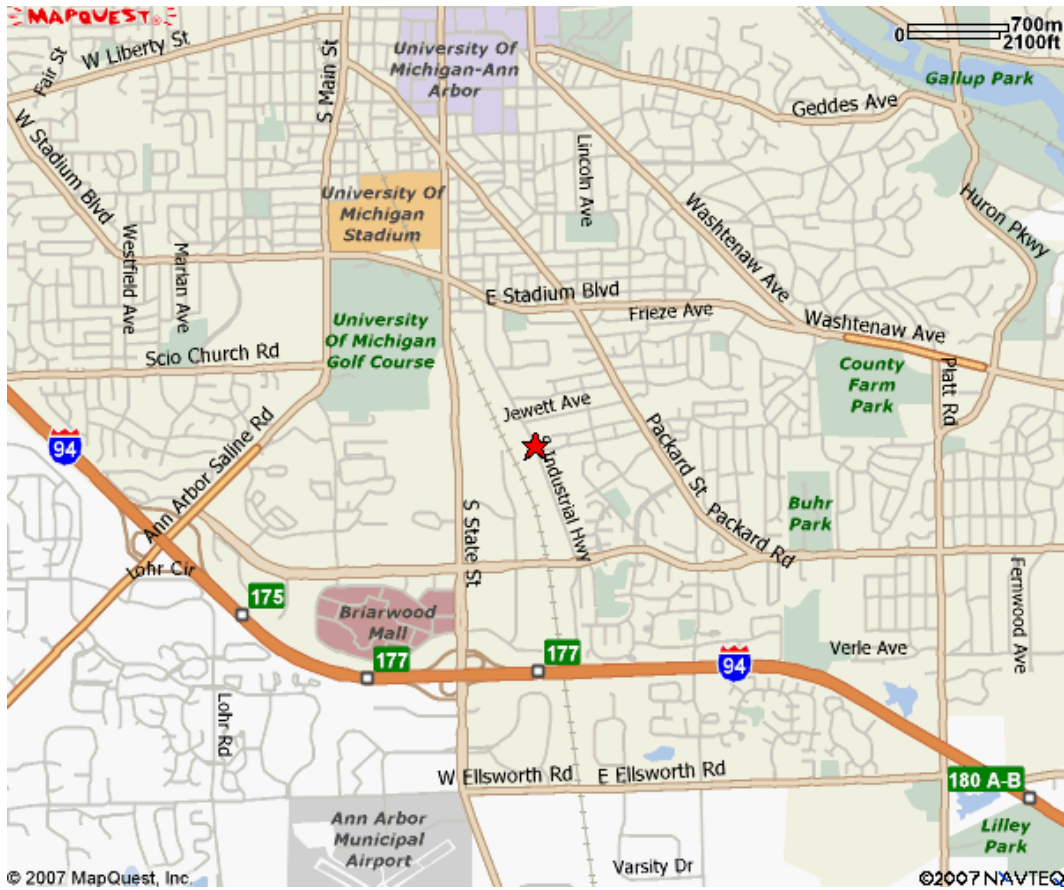 MAPQUEST
0 700m
2100ft
W Liberty St
Fair St
S Main St
University Of
Michigan-Ann
Arbor
Gallup Park
Geddes Ave
W Stadium Blvd
Lincoln Ave
University Of
Michigan
Stadium
Washtenaw Ave
Huron Pkwy
Westfield Ave
Marian Ave
E Stadium Blvd
Frieze Ave
Washtenaw Ave
University
Of Michigan
Golf Course
Scio Church Rd
County
Farm
Park
Platt Rd
Jewett Ave
94
Ann Arbor Saline Rd
S Industrial Hwy
Packard St
Packard Rd
Buhr
Park
S State St
Lohr Cir
175
Briarwood
Mall
Fernwood Ave
177
177
94
Verle Ave
Lohr Rd
W Ellsworth Rd
E Ellsworth Rd
180 A-B
Ann Arbor
Municipal
Airport
Lilley
Park
Varsity Dr
© 2007 MapQuest, Inc.
©2007 NAVTEQ